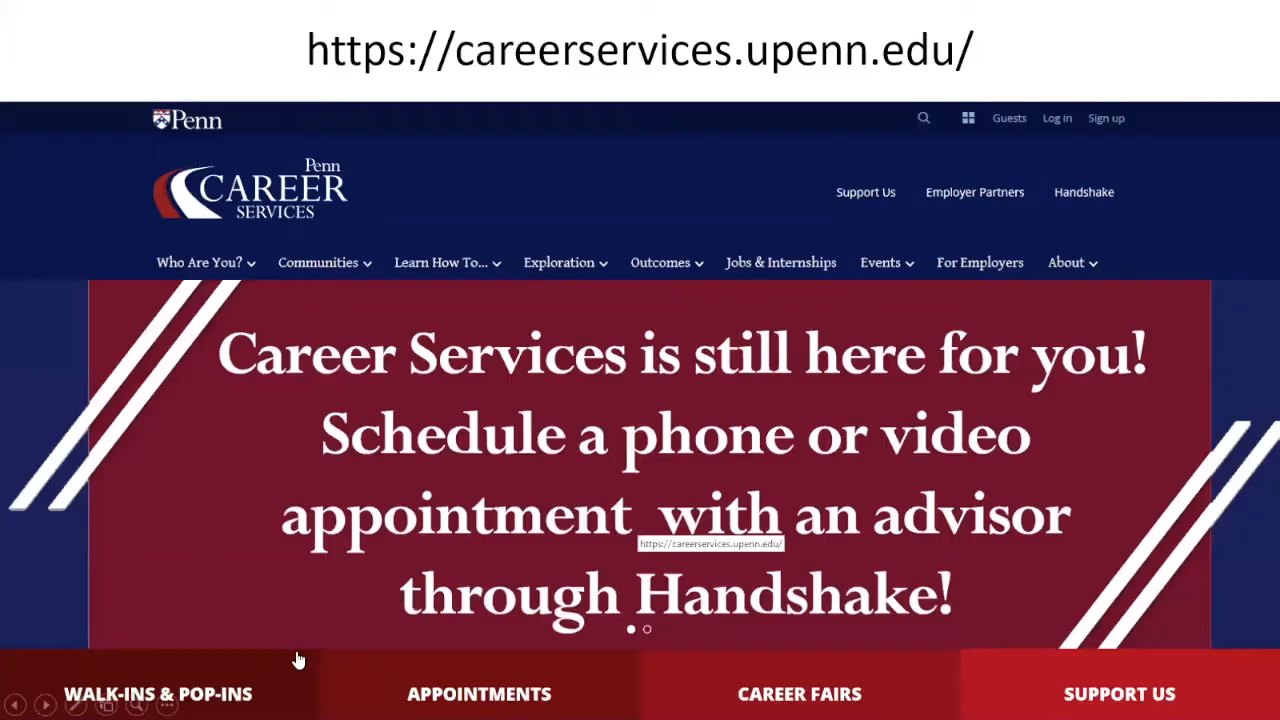 https://careerservices.upenn.edu/
Penn
Guests Log in Sign up
Penn
CAREER
SERVICES
Support Us Employer Partners Handshake
Who Are You? Communities Learn How To... Exploration Outcomes Jobs & Internships Events For Employers About
Career Services is still here for you!
Schedule a phone or video
appointment with an advisor
https://careerservices.upenn.edu/
through Handshake!
WALK-INS & POP-INS APPOINTMENTS CAREER FAIRS SUPPORT US